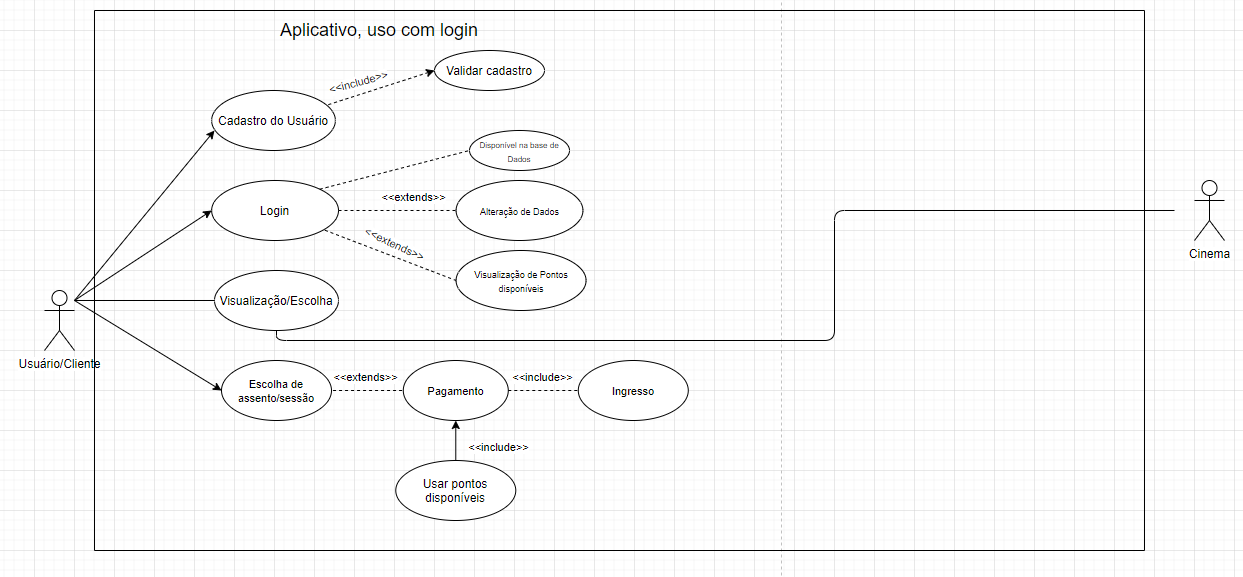 Aplicativo, uso com login
<<include>>
Validar cadastro
Cadastro do Usuário
Disponível na base de
Dados
<<extends>>
Login
Alteração de Dados
<<extends>>
Visualização de Pontos
disponíveis
Visualização/Escolha
Usuário/Cliente
Cinema
Escolha de
assento/sessão
<<extends>>
Pagamento
<<include>>
Ingresso
<<include>>
Usar pontos
disponíveis